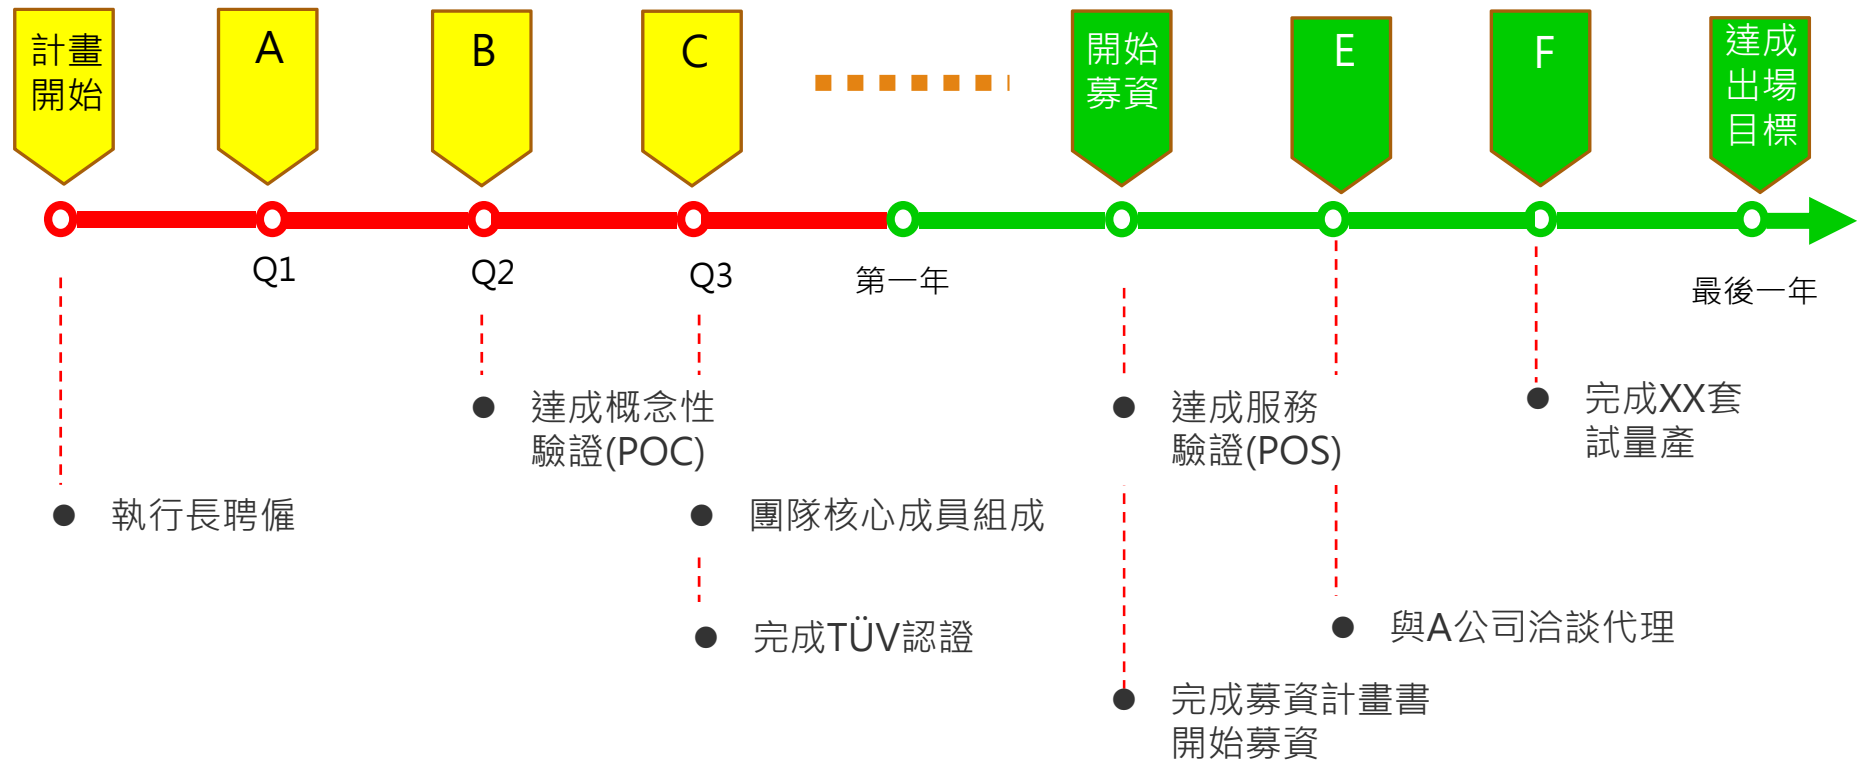 計畫
開始
A
B
C
開始
募資
E
F
達成
出場
目標
Q1
Q2
Q3
第一年
最後一年
達成概念性
驗證(POC)
達成服務
驗證(POS)
完成XX套
試量產
執行長聘僱
團隊核心成員組成
完成TÜV認證
與A公司洽談代理
完成募資計畫書
開始募資